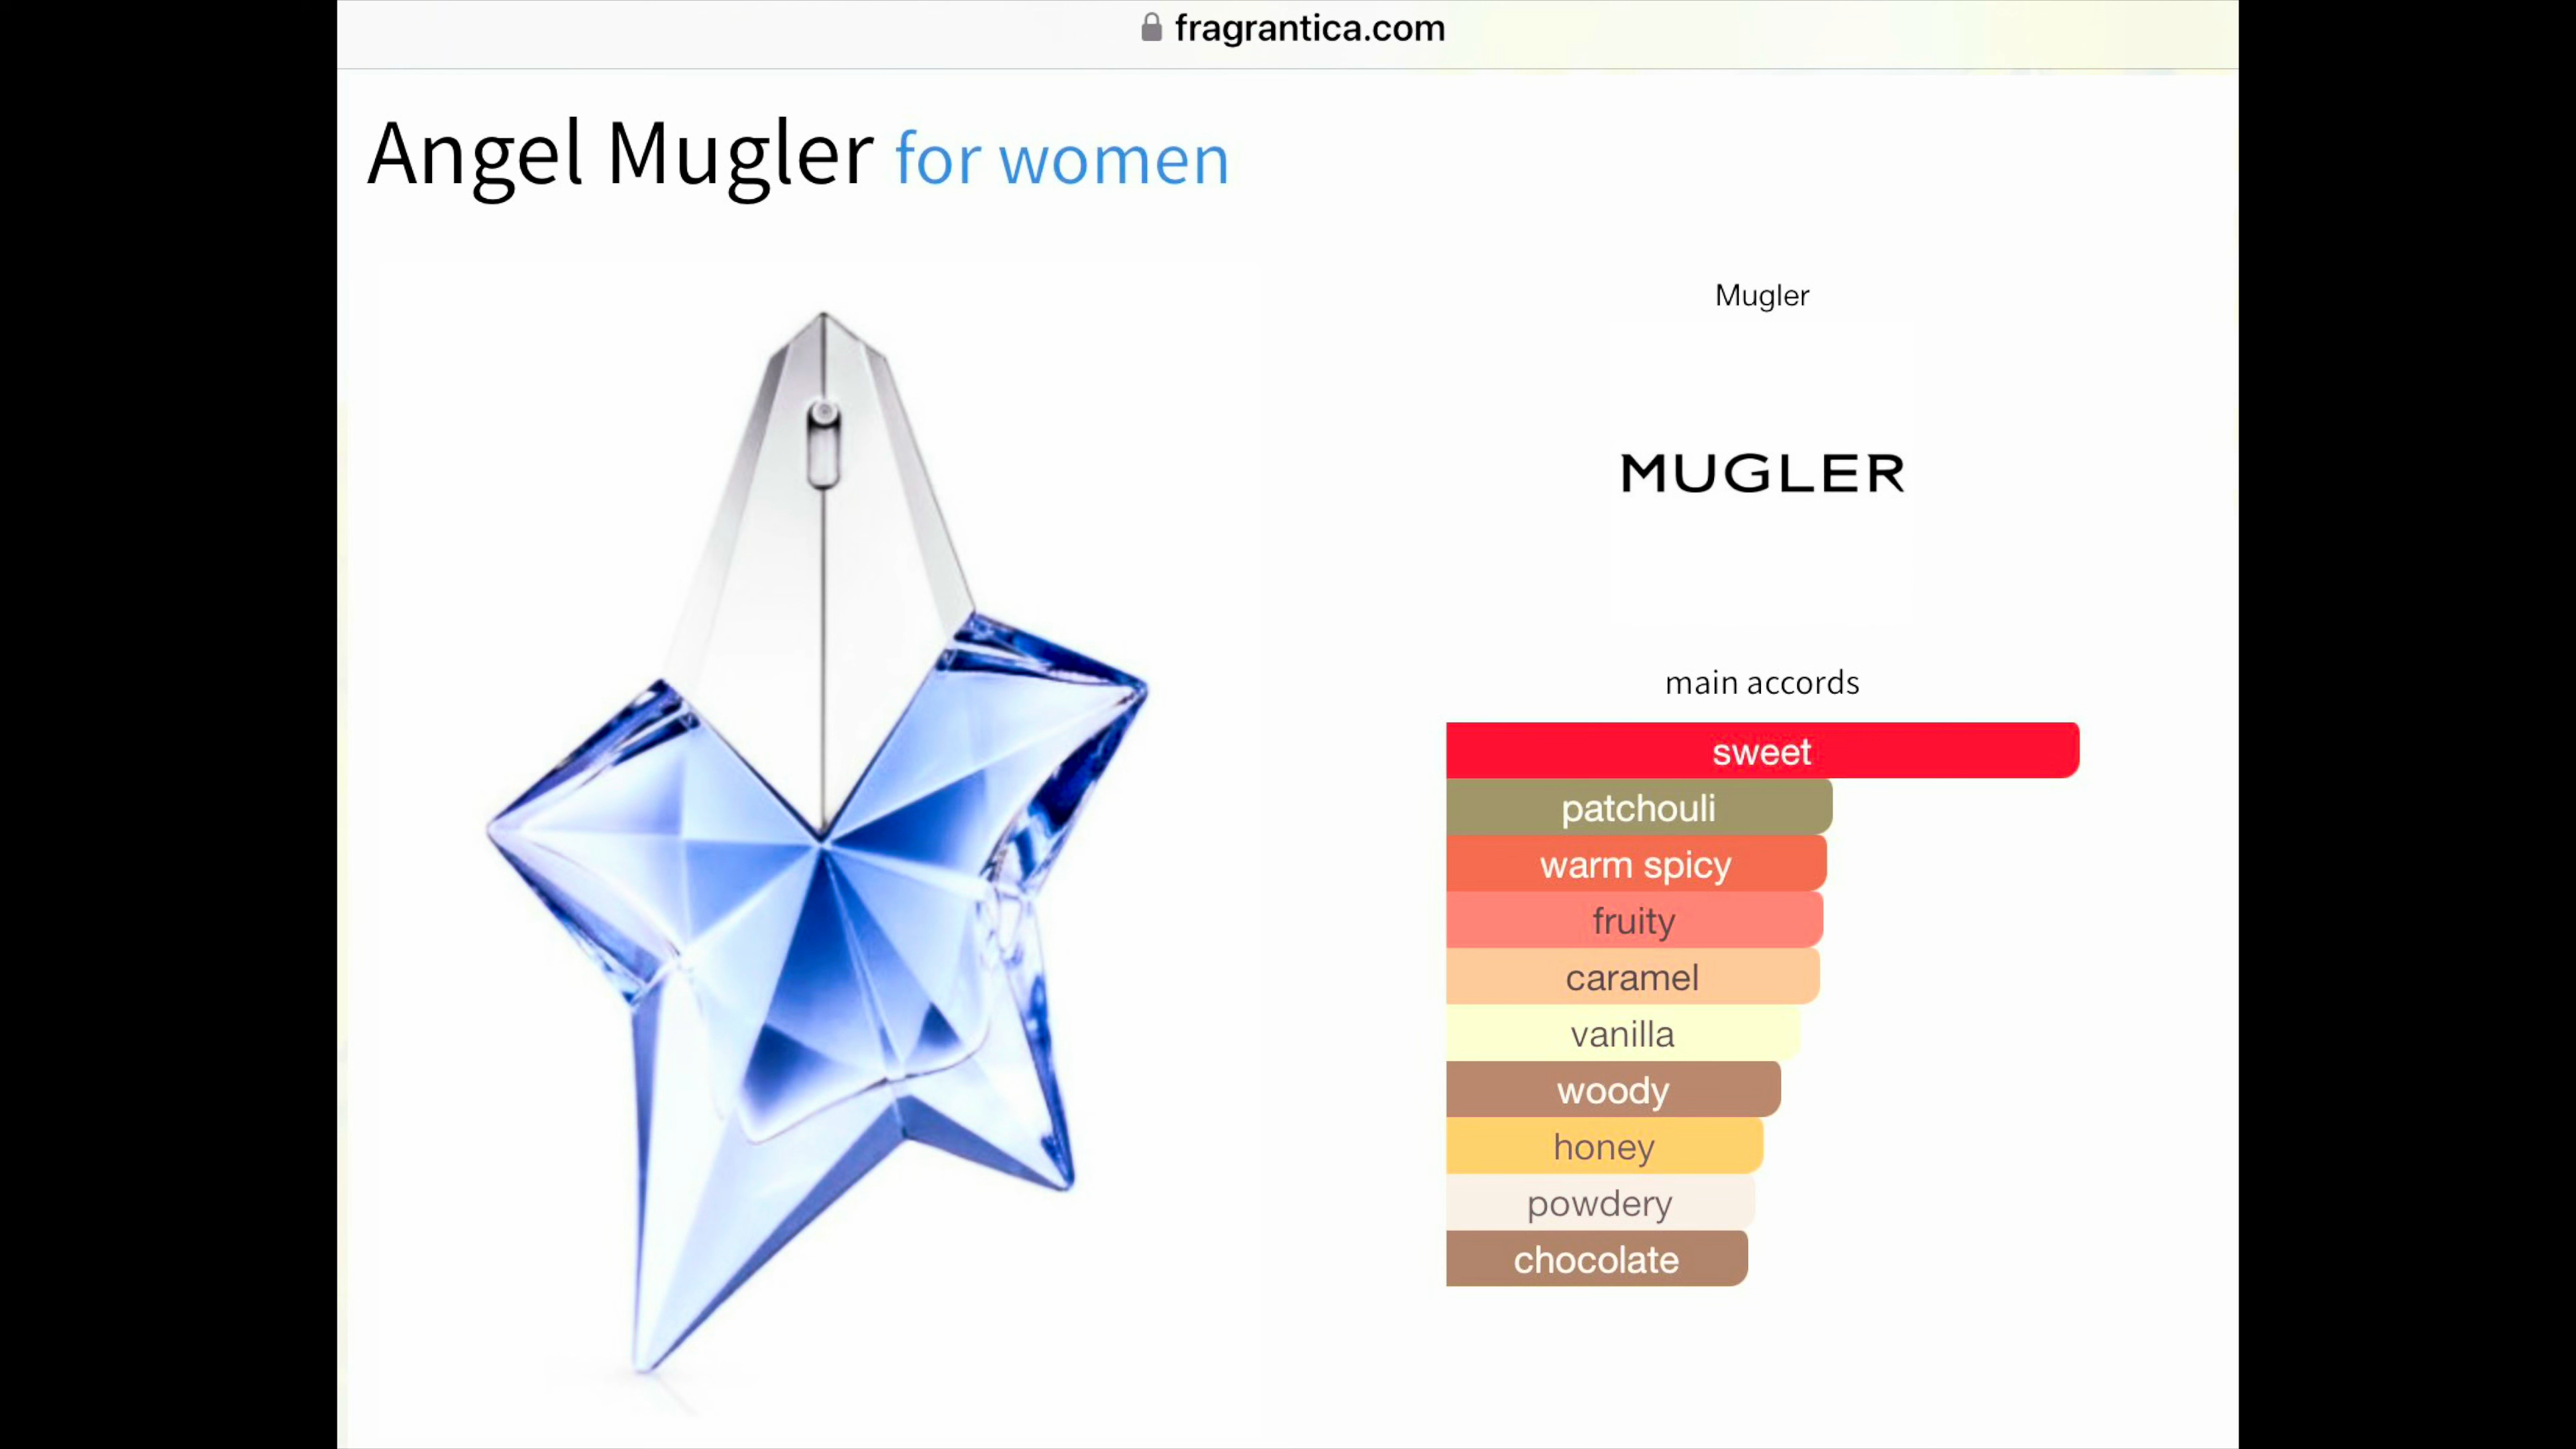 fragrantica.com
Angel Mugler for women
Mugler
MUGLER
main accords
sweet
patchouli
warm spicy
fruity
caramel
vanilla
woody
honey
powdery
chocolate